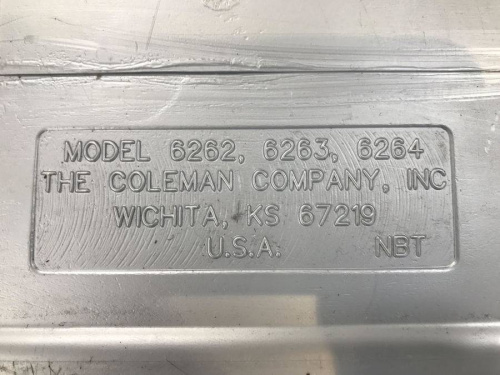 MODEL 6262, 6263, 6264
THE COLEMAN COMPANY, INC
WICHITA, KS 67219
U.S.A. NBT